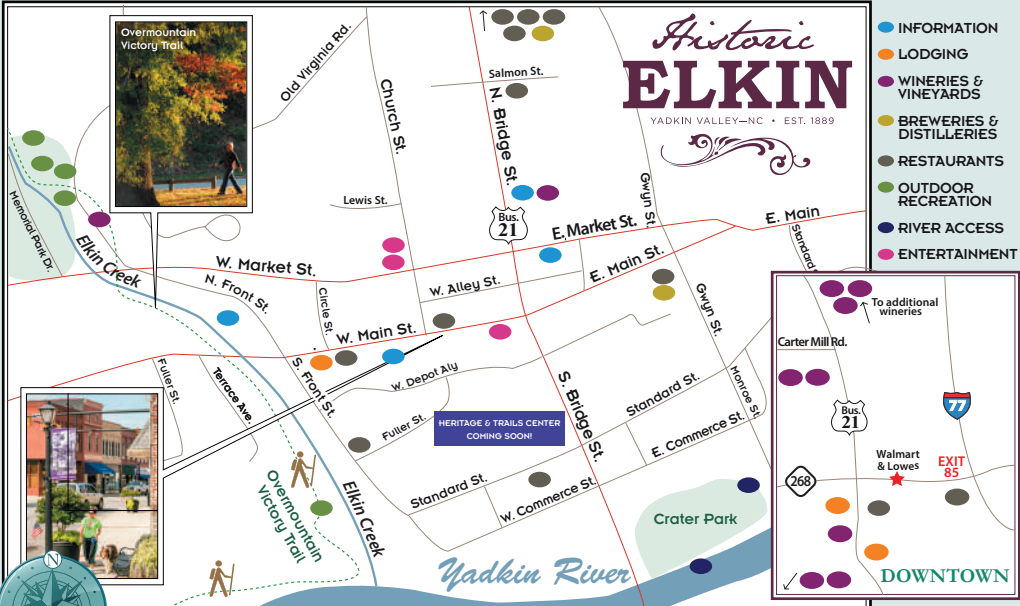 Overmountain
Victory Trail
Old Virginia Rd.
Church St.
Salmon St.
N. Bridge St.
Historic
ELKIN
YADKIN VALLEY—NC • EST. 1889
INFORMATION
LODGING
WINERIES &
VINEYARDS
BREWERIES &
DISTILLERIES
RESTAURANTS
OUTDOOR
RECREATION
RIVER ACCESS
ENTERTAINMENT
Memorial Park Dr.
Elkin Creek
Lewis St.
Bus.
21
Gwyn St.
E. Market St.
E. Main
Standard S
W. Market St.
N. Front St.
Circle St.
W. Alley St.
E. Main St.
Gwyn St.
W. Main St.
S. Front St.
W. Depot Aly
Fuller St.
Terrace Ave.
Fuller St.
HERITAGE & TRAILS CENTER
COMING SOON!
S. Bridge St.
Standard St.
Monroe St.
E. Commerce St.
Standard St.
W. Commerce St.
Overmountain
Victory Trail
Elkin Creek
Crater Park
Yadkin River
N
To additional
wineries
Carter Mill Rd.
Bus.
21
77
Walmart
& Lowes
EXIT
85
268
DOWNTOWN